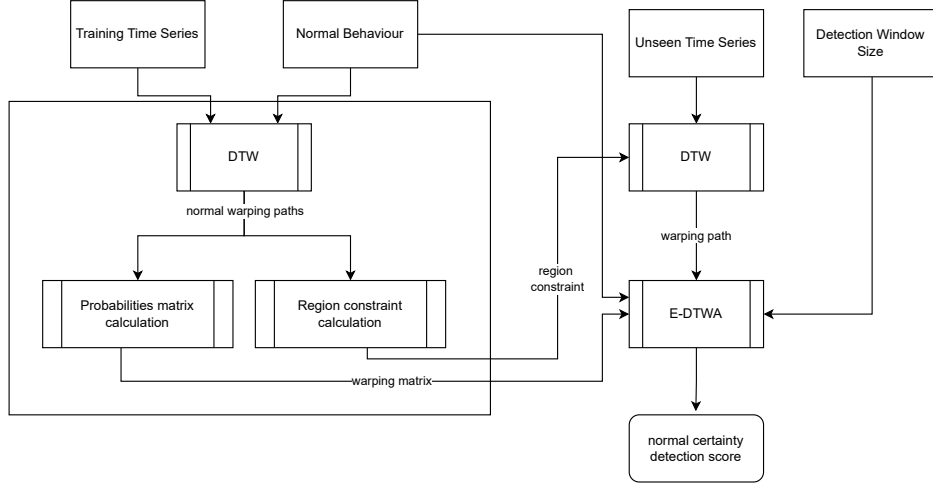 Training Time Series
Normal Behaviour
Unseen Time Series
Detection Window
Size
DTW
DTW
normal warping paths
warping path
region
constraint
Probabilities matrix
calculation
Region constraint
calculation
E-DTWA
warping matrix
normal certainty
detection score